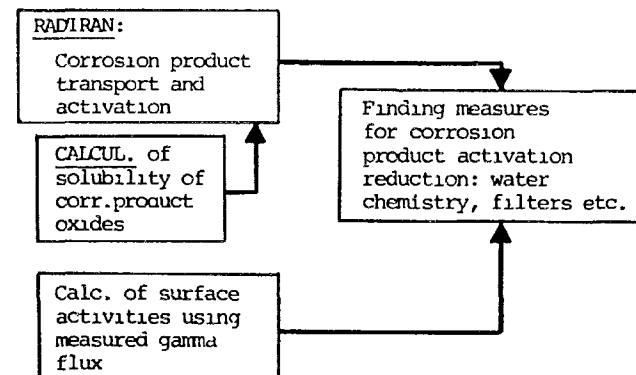 RADTRAN:
Corrosion product
transport and
activation
CALCUL. of
solubility of
corr.product
oxides
Finding measures
for corrosion
product activation
reduction: water
chemistry, filters etc.
Calc. of surface
activities using
measured gamma
flux